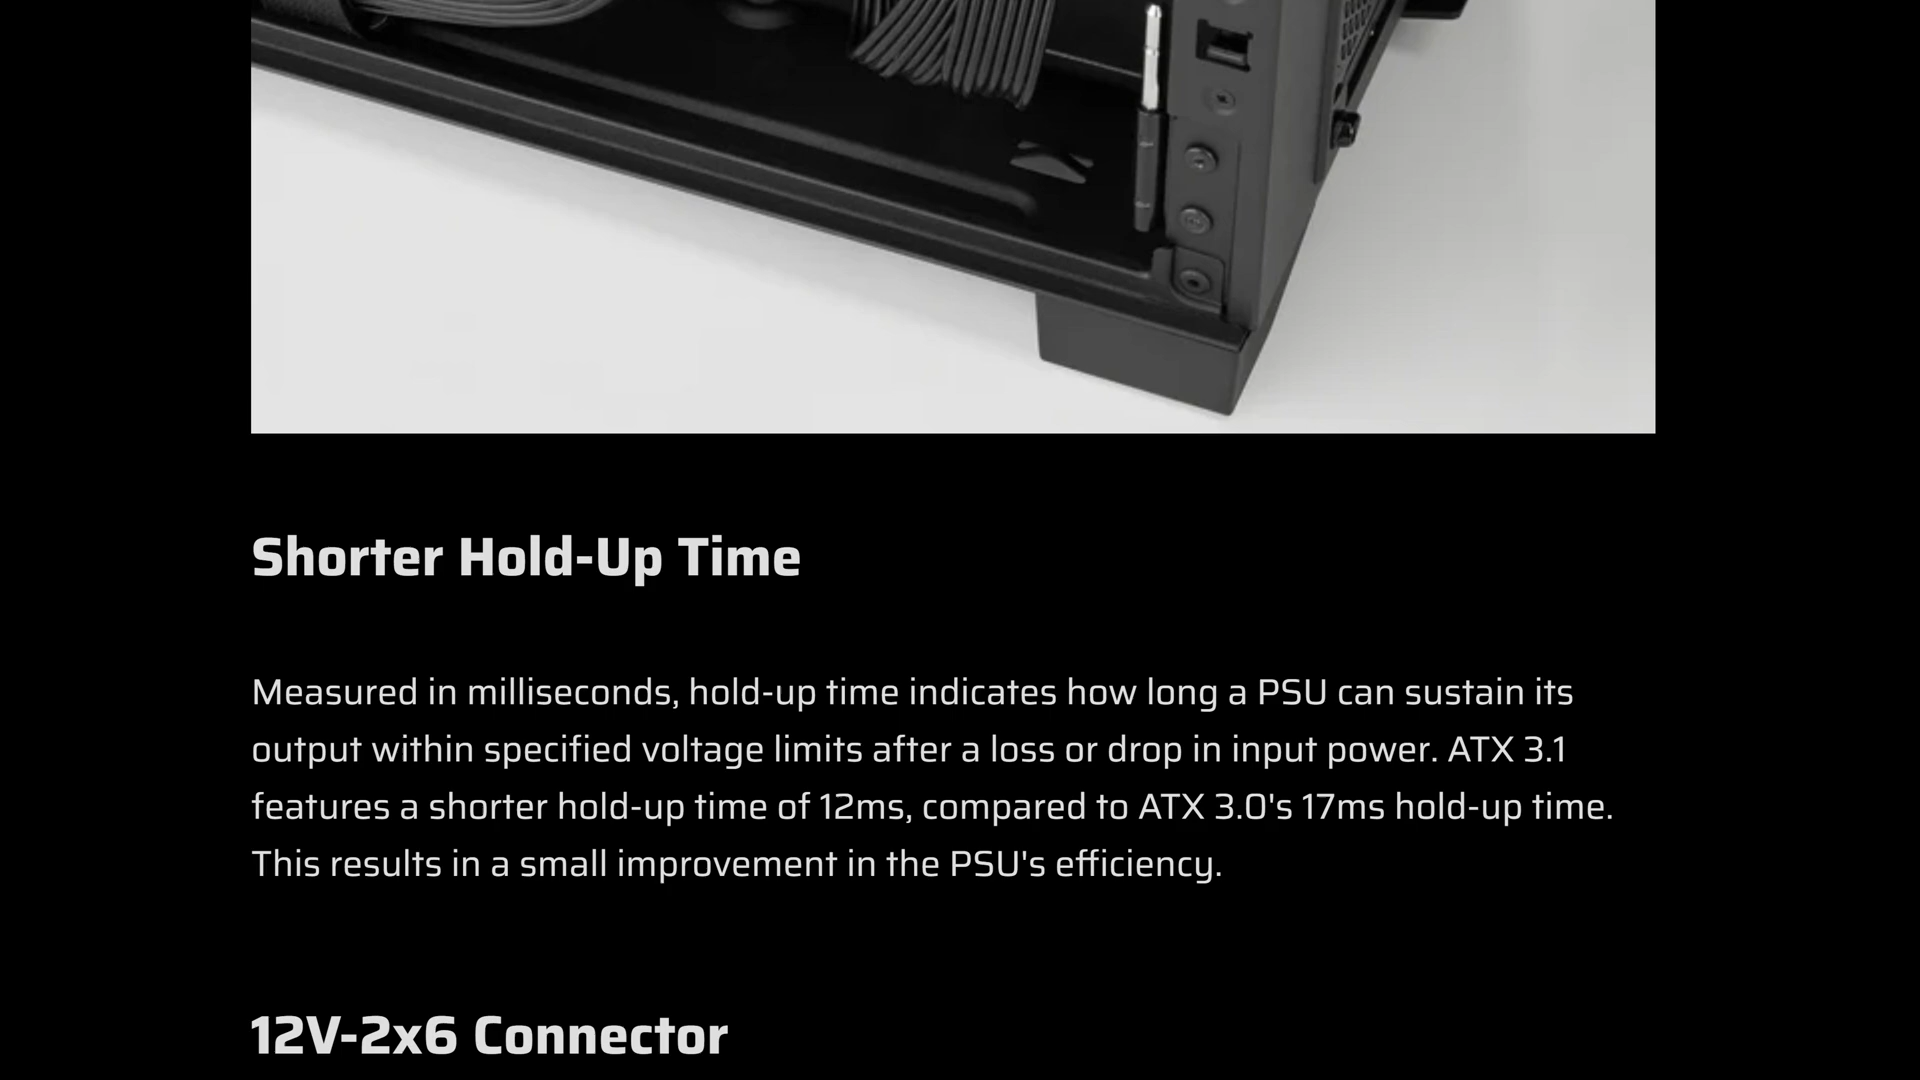 Shorter Hold-Up Time
Measured in milliseconds, hold-up time indicates how long a PSU can sustain its
output within specified voltage limits after a loss or drop in input power. ATX 3.1
features a shorter hold-up time of 12ms, compared to ATX 3.0's 17ms hold-up time.
This results in a small improvement in the PSU's efficiency.
12V-2x6 Connector